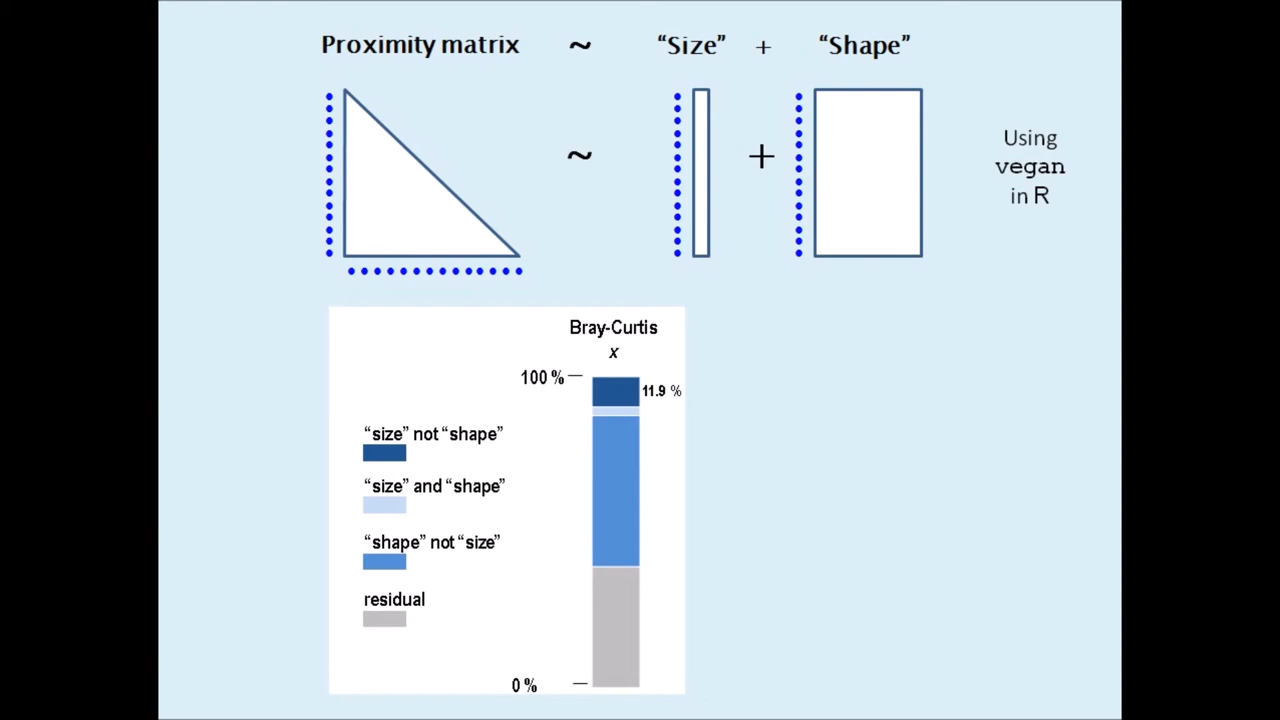 Proximity matrix ~ “Size” + “Shape”
~ +
Using
vegan
in R
Bray-Curtis
x
100 %
11.9 %
“size” not “shape”
“size” and “shape”
“shape” not “size”
residual
0 %